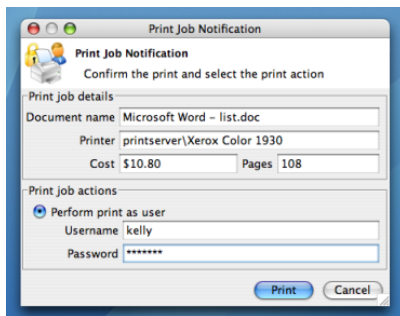 Print Job Notification
Print Job Notification
Confirm the print and select the print action
Print job details
Document name Microsoft Word - list.doc
Printer printserver\Xerox Color 1930
Cost $10.80 Pages 108
Print job actions
Perform print as user
Username kelly
Password *******
Print Cancel